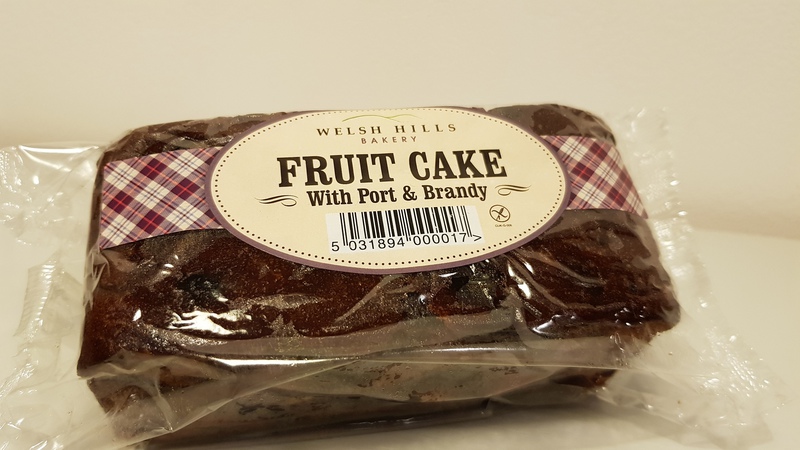 WELSH HILLS
BAKERY
FRUIT CAKE
With Port & Brandy
5 031894 000017 >